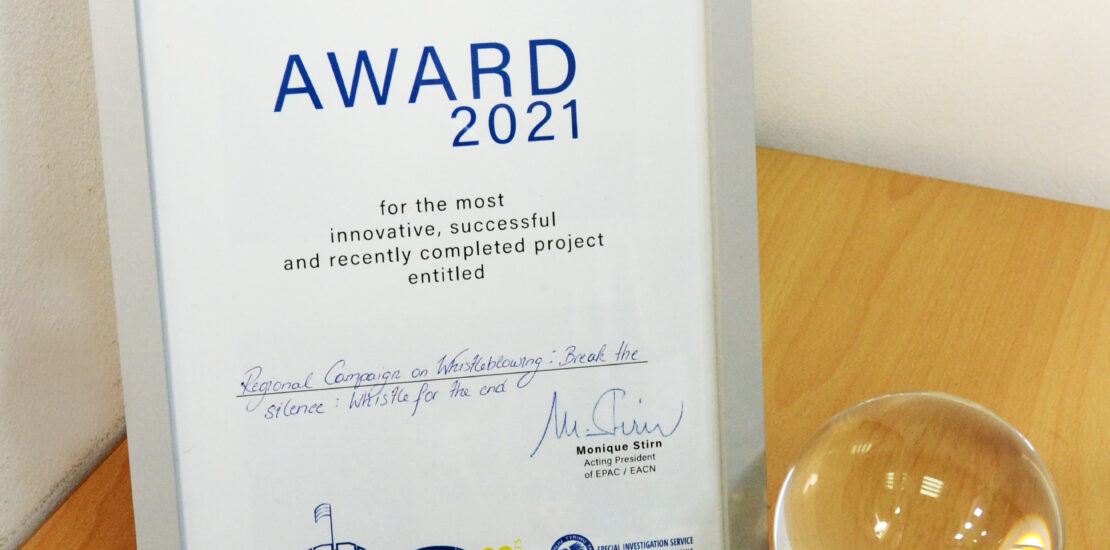 AWARD
2021
for the most
innovative, successful
and recently completed project
entitled
Regional Campaign on Whistleblowing: Break the
silence: Whistle for the end
M. Stirn
Monique Stirn
Acting President
of EPAC / EACN
SPECIAL INVESTIGATION SERVICE